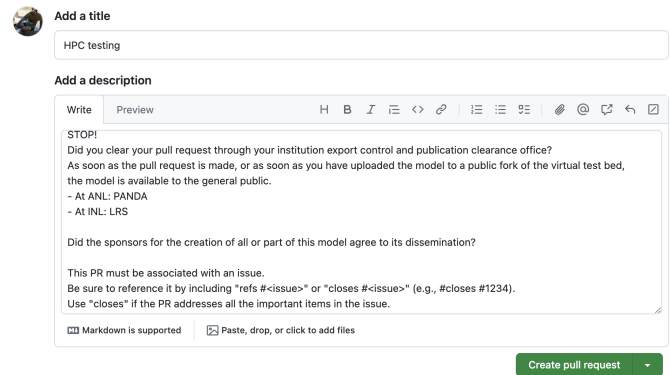 Add a title
HPC testing
Add a description
Write Preview
STOP!
Did you clear your pull request through your institution export control and publication clearance office?
As soon as the pull request is made, or as soon as you have uploaded the model to a public fork of the virtual test bed,
the model is available to the general public.
- At ANL: PANDA
- At INL: LRS
Did the sponsors for the creation of all or part of this model agree to its dissemination?
This PR must be associated with an issue.
Be sure to reference it by including "refs #<issue>" or "closes #<issue>" (e.g., #closes #1234).
Use "closes" if the PR addresses all the important items in the issue.
Markdown is supported Paste, drop, or click to add files
Create pull request